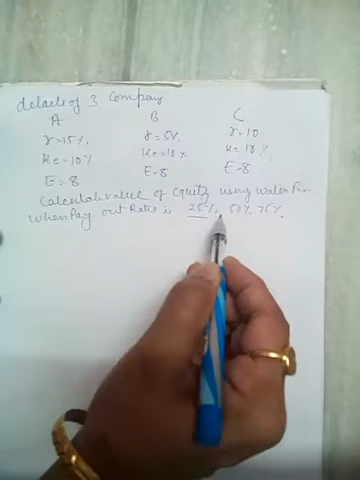 details of 3 Company
A B C
r=15% r=5% r=10
Ke=10% Ke=10% Ke 10%.
E=8 E-8 E-8
Calculate value of equity using Walter
when Pay out Ratio is 25%, 50%, 75%.